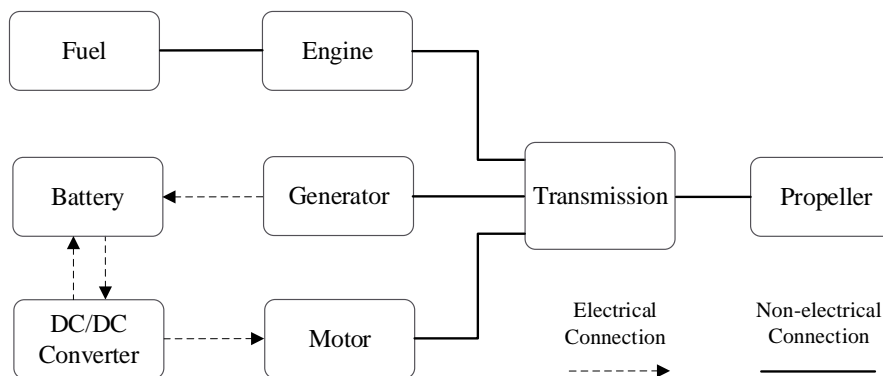 Fuel
Engine
Battery
Generator
Transmission
Propeller
DC/DC
Converter
Motor
Electrical
Connection
Non-electrical
Connection